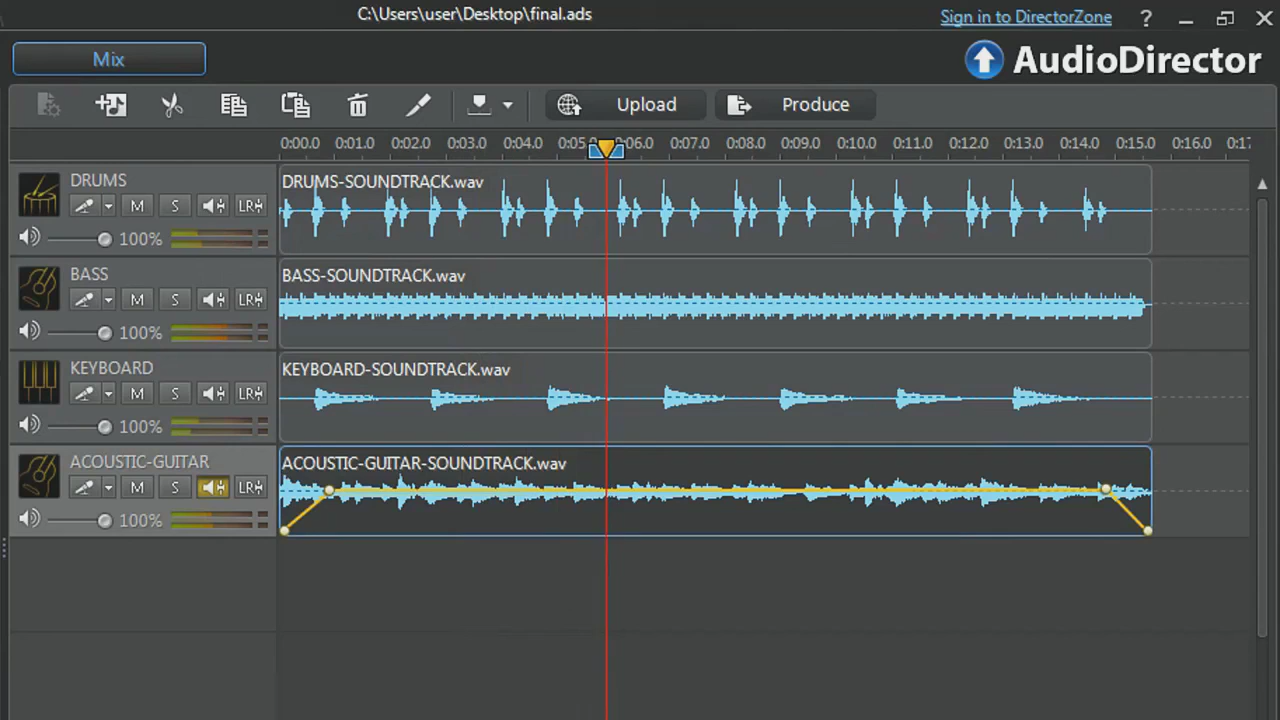 C:\Users\user\Desktop\final.ads
Sign in to DirectorZone ?
Mix
AudioDirector
Upload Produce
0:00.0 0:01.0 0:02.0 0:03.0 0:04.0 0:05. 0:06.0 0:07.0 0:08.0 0:09.0 0:10.0 0:11.0 0:12.0 0:13.0 0:14.0 0:15.0 0:17
DRUMS
M S LR
100%
DRUMS-SOUNDTRACK.wav
BASS
M S LR
100%
BASS-SOUNDTRACK.wav
KEYBOARD
M S LR
100%
KEYBOARD-SOUNDTRACK.wav
ACOUSTIC-GUITAR
M S LR
100%
ACOUSTIC-GUITAR-SOUNDTRACK.wav